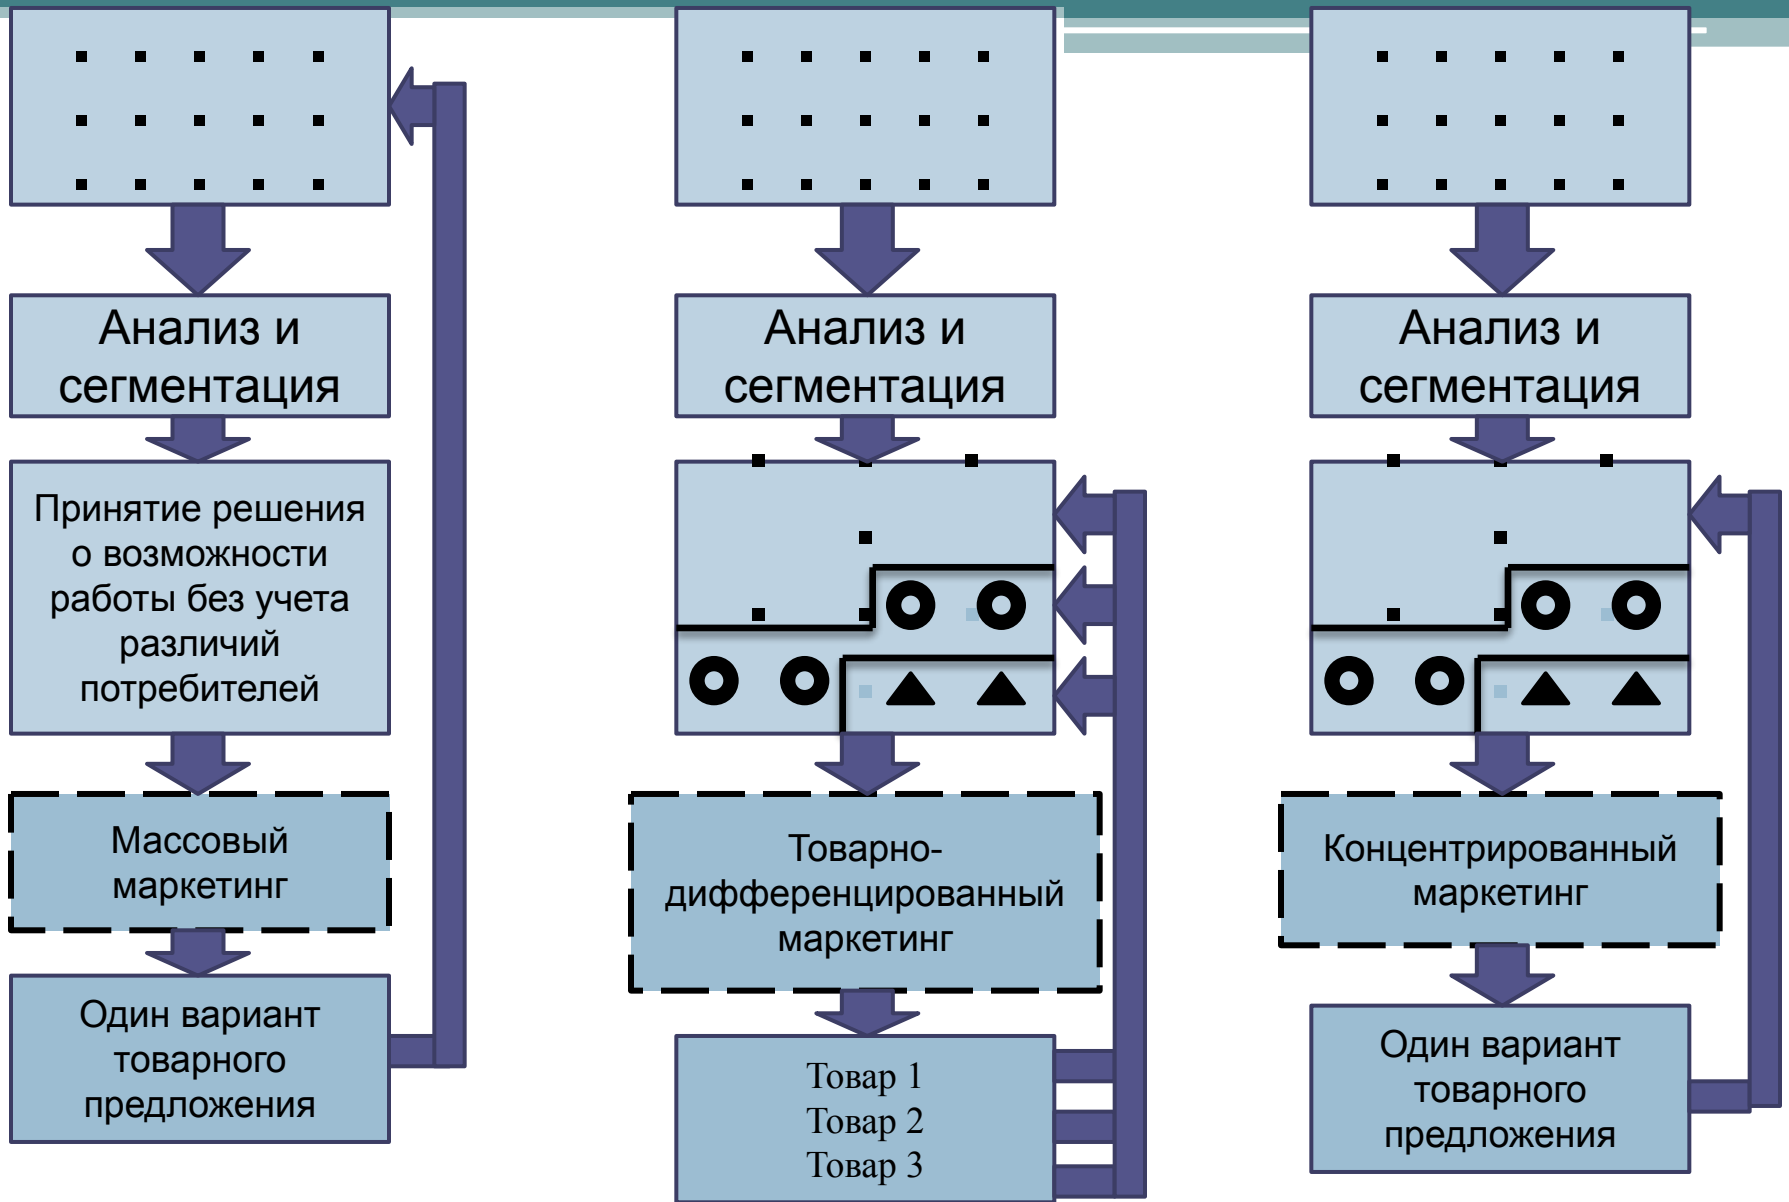 Анализ и
сегментация
Принятие решения
о возможности
работы без учета
различий
потребителей
Массовый
маркетинг
Один вариант
товарного
предложения
Анализ и
сегментация
Товарно-
дифференцированный
маркетинг
Товар 1
Товар 2
Товар 3
Анализ и
сегментация
Концентрированный
маркетинг
Один вариант
товарного
предложения